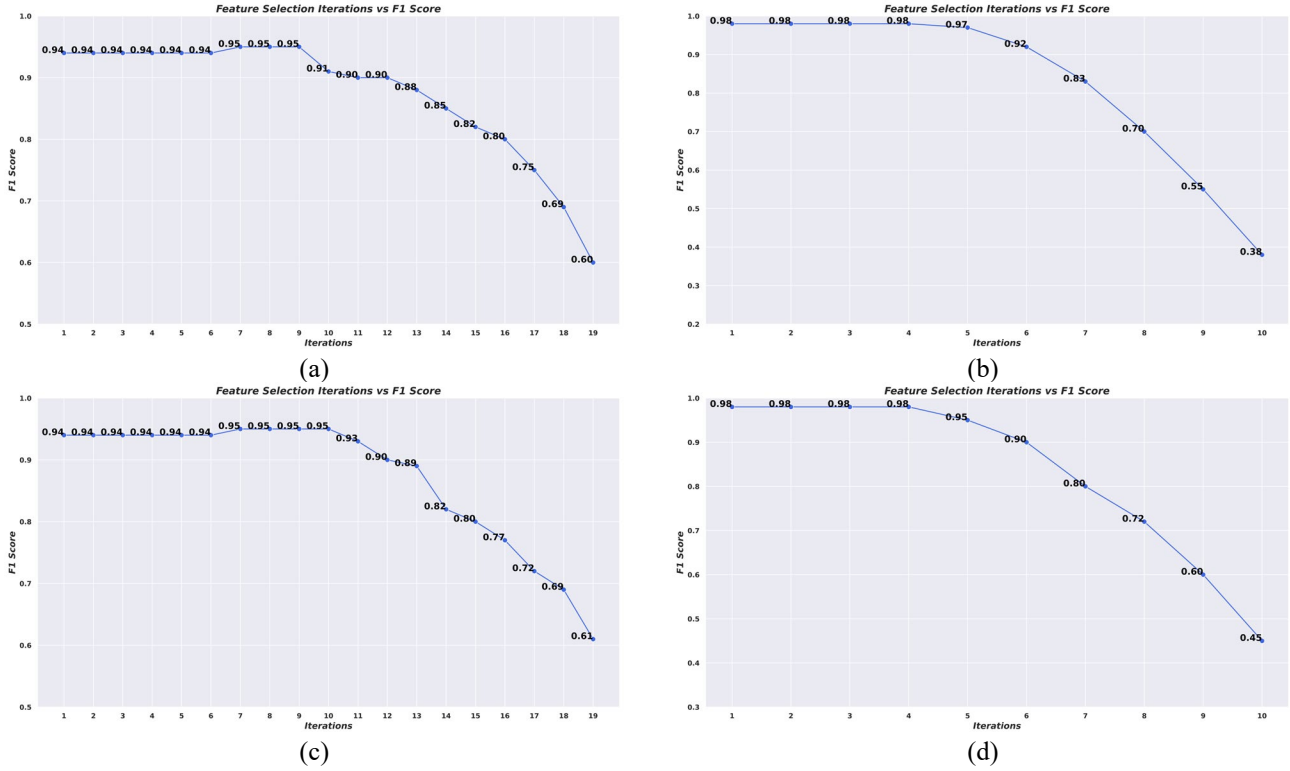 Feature Selection Iterations vs F1 Score
F1 Score
1.0
0.9
0.8
0.7
0.6
0.5
0.94 0.94 0.94 0.94 0.94 0.94 0.95 0.95 0.95 0.91 0.90 0.90 0.88 0.85 0.82 0.80 0.75 0.69 0.60
1 2 3 4 5 6 7 8 9 10 11 12 13 14 15 16 17 18 19
Iterations
(a)
Feature Selection Iterations vs F1 Score
F1 Score
1.0
0.9
0.8
0.7
0.6
0.5
0.4
0.3
0.2
0.98 0.98 0.98 0.98 0.97 0.92 0.83 0.70 0.55 0.38
1 2 3 4 5 6 7 8 9 10
Iterations
(b)
Feature Selection Iterations vs F1 Score
F1 Score
1.0
0.9
0.8
0.7
0.6
0.5
0.94 0.94 0.94 0.94 0.94 0.94 0.95 0.95 0.95 0.95 0.93 0.90 0.89 0.82 0.80 0.77 0.72 0.69 0.61
1 2 3 4 5 6 7 8 9 10 11 12 13 14 15 16 17 18 19
Iterations
(c)
Feature Selection Iterations vs F1 Score
F1 Score
1.0
0.9
0.8
0.7
0.6
0.5
0.4
0.3
0.98 0.98 0.98 0.98 0.95 0.90 0.80 0.72 0.60 0.45
1 2 3 4 5 6 7 8 9 10
Iterations
(d)